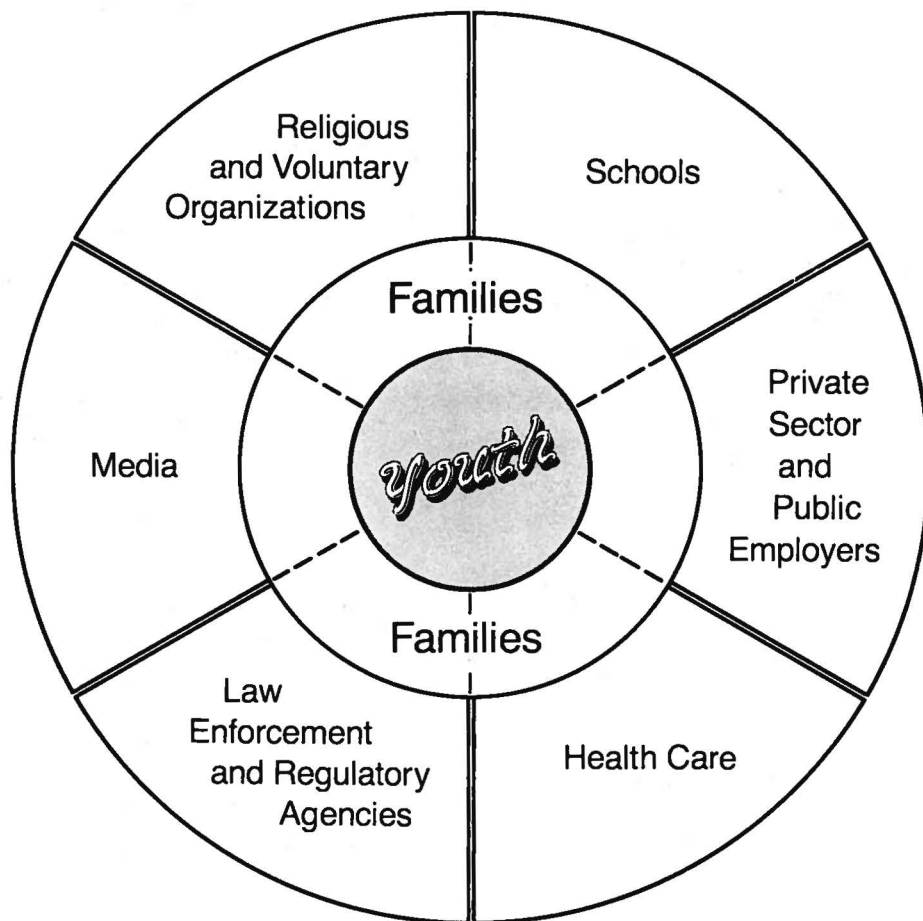 Religious
and Voluntary
Organizations
Schools
Families
Private
Sector
and
Public
Employers
Media
Youth
Families
Law
Enforcement
and Regulatory
Agencies
Health Care